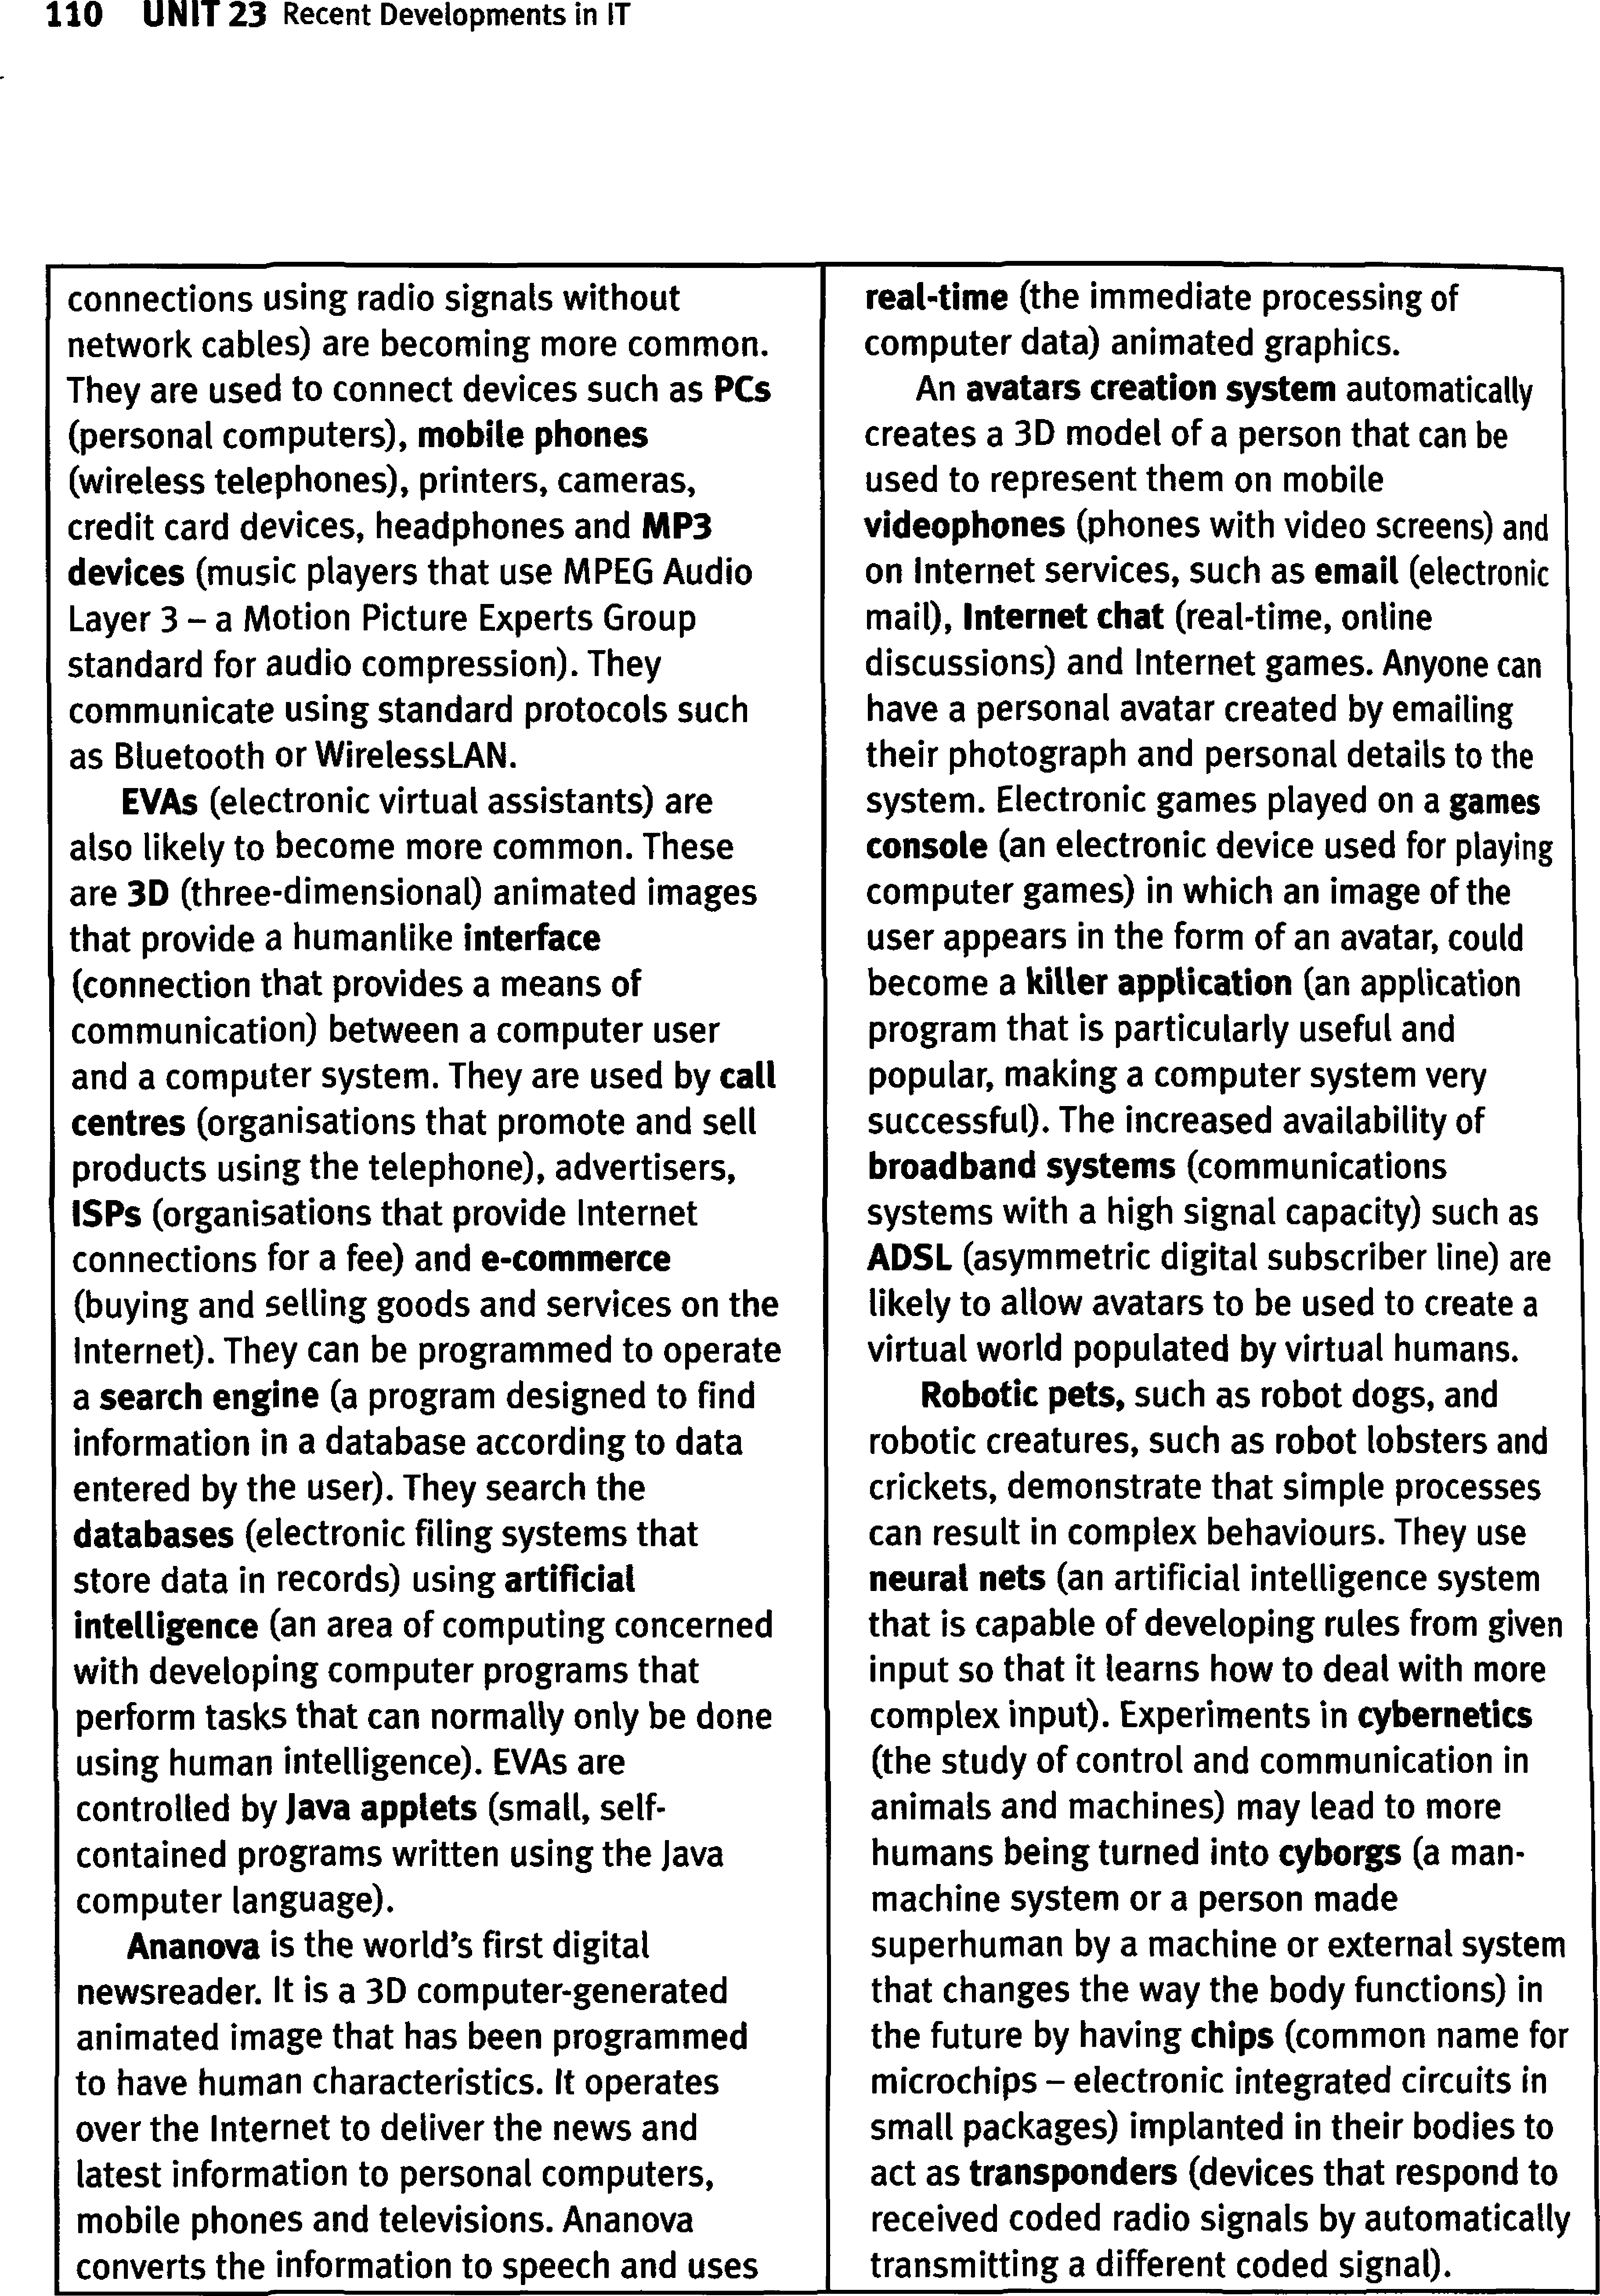 110 UNIT 23 Recent Developments in IT
connections using radio signals without
network cables) are becoming more common.
They are used to connect devices such as PCs
(personal computers), mobile phones
(wireless telephones), printers, cameras,
credit card devices, headphones and MP3
devices (music players that use MPEG Audio
Layer 3 – a Motion Picture Experts Group
standard for audio compression). They
communicate using standard protocols such
as Bluetooth or WirelessLAN.
EVAs (electronic virtual assistants) are
also likely to become more common. These
are 3D (three-dimensional) animated images
that provide a humanlike interface
(connection that provides a means of
communication) between a computer user
and a computer system. They are used by call
centres (organisations that promote and sell
products using the telephone), advertisers,
ISPs (organisations that provide Internet
connections for a fee) and e-commerce
(buying and selling goods and services on the
Internet). They can be programmed to operate
a search engine (a program designed to find
information in a database according to data
entered by the user). They search the
databases (electronic filing systems that
store data in records) using artificial
intelligence (an area of computing concerned
with developing computer programs that
perform tasks that can normally only be done
using human intelligence). EVAs are
controlled by Java applets (small, self-
contained programs written using the Java
computer language).
Ananova is the world's first digital
newsreader. It is a 3D computer-generated
animated image that has been programmed
to have human characteristics. It operates
over the Internet to deliver the news and
latest information to personal computers,
mobile phones and televisions. Ananova
converts the information to speech and uses
real-time (the immediate processing of
computer data) animated graphics.
An avatars creation system automatically
creates a 3D model of a person that can be
used to represent them on mobile
videophones (phones with video screens) and
on Internet services, such as email (electronic
mail), Internet chat (real-time, online
discussions) and Internet games. Anyone can
have a personal avatar created by emailing
their photograph and personal details to the
system. Electronic games played on a games
console (an electronic device used for playing
computer games) in which an image of the
user appears in the form of an avatar, could
become a killer application (an application
program that is particularly useful and
popular, making a computer system very
successful). The increased availability of
broadband systems (communications
systems with a high signal capacity) such as
ADSL (asymmetric digital subscriber line) are
likely to allow avatars to be used to create a
virtual world populated by virtual humans.
Robotic pets, such as robot dogs, and
robotic creatures, such as robot lobsters and
crickets, demonstrate that simple processes
can result in complex behaviours. They use
neural nets (an artificial intelligence system
that is capable of developing rules from given
input so that it learns how to deal with more
complex input). Experiments in cybernetics
(the study of control and communication in
animals and machines) may lead to more
humans being turned into cyborgs (a man-
machine system or a person made
superhuman by a machine or external system
that changes the way the body functions) in
the future by having chips (common name for
microchips – electronic integrated circuits in
small packages) implanted in their bodies to
act as transponders (devices that respond to
received coded radio signals by automatically
transmitting a different coded signal).